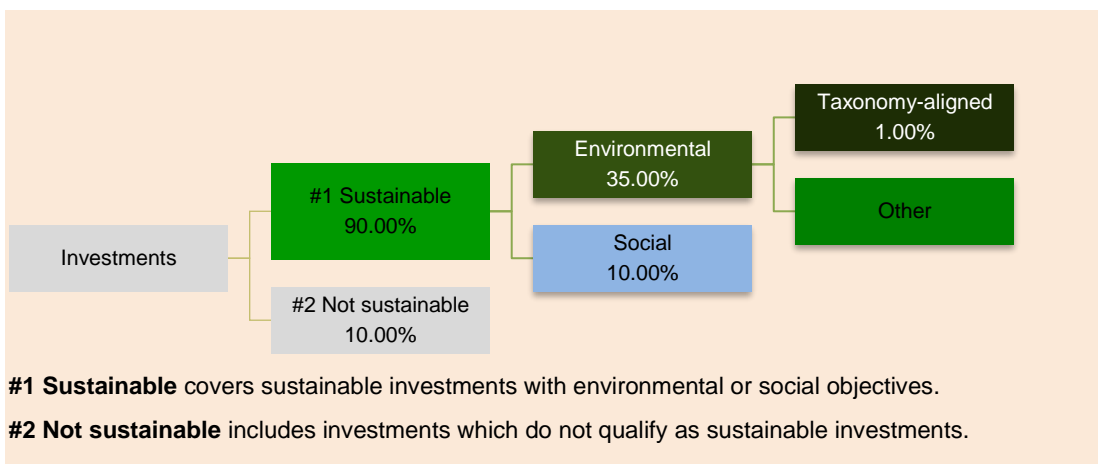 Investments
#1 Sustainable
90.00%
#2 Not sustainable
10.00%
Environmental
35.00%
Social
10.00%
Taxonomy-aligned
1.00%
Other
#1 Sustainable covers sustainable investments with environmental or social objectives.
#2 Not sustainable includes investments which do not qualify as sustainable investments.